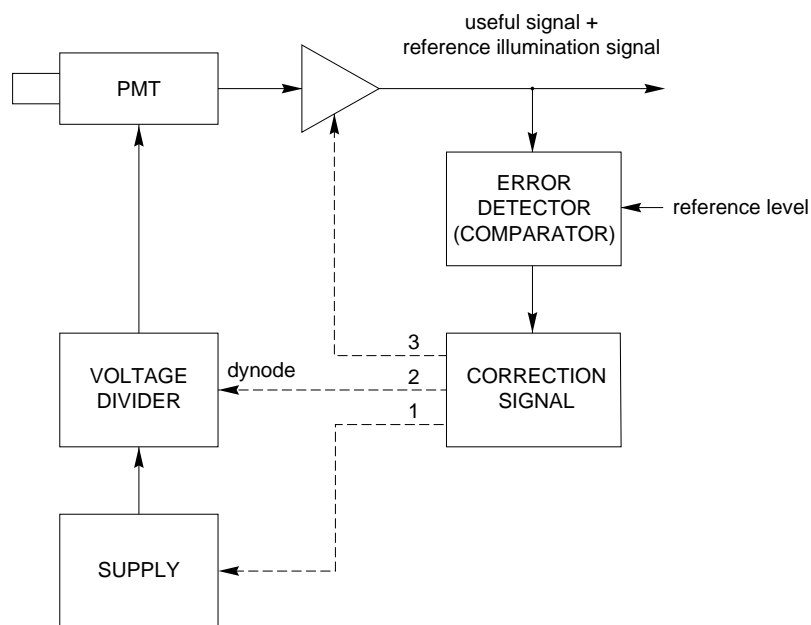 useful signal +
reference illumination signal
PMT
ERROR
DETECTOR
(COMPARATOR)
reference level
3
dynode
2
1
VOLTAGE
DIVIDER
CORRECTION
SIGNAL
SUPPLY